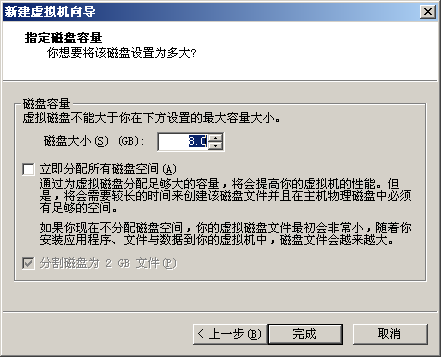 新建虚拟机向导
指定磁盘容量
你想要将该磁盘设置为多大?
磁盘容量
虚拟磁盘不能大于你在下方设置的最大容量大小。
磁盘大小(S) (GB): 8.0
立即分配所有磁盘空间(A)
通过为虚拟磁盘分配足够大的容量,将会提高你的虚拟机的性能。但
是,将会需要较长的时间来创建该磁盘文件并且在主机物理磁盘中必须
有足够的空间。
如果你现在不分配磁盘空间,你的虚拟磁盘文件最初会非常小,随着你
安装应用程序、文件与数据到你的虚拟机中,磁盘文件会越来越大。
分割磁盘为 2 GB 文件(P)
< 上一步(B) 完成 取消